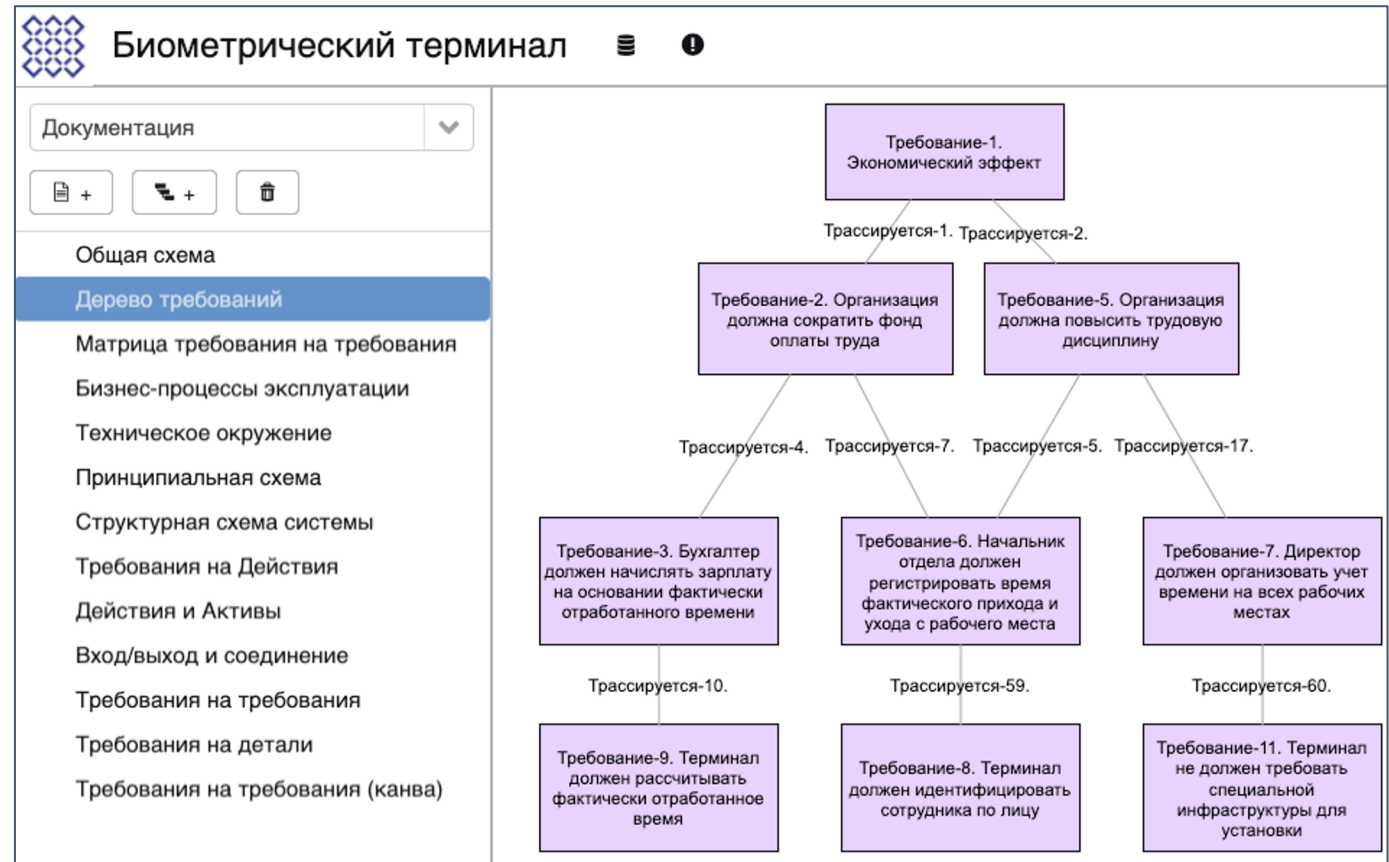 Биометрический терминал
Документация
+
+
Общая схема
Дерево требований
Матрица требования на требования
Бизнес-процессы эксплуатации
Техническое окружение
Принципиальная схема
Структурная схема системы
Требования на Действия
Действия и Активы
Вход/выход и соединение
Требования на требования
Требования на детали
Требования на требования (канва)
Требование-1.
Экономический эффект
Трассируется-1.
Трассируется-2.
Требование-2. Организация
должна сократить фонд
оплаты труда
Требование-5. Организация
должна повысить трудовую
дисциплину
Трассируется-4.
Трассируется-7.
Трассируется-5.
Трассируется-17.
Требование-3. Бухгалтер
должен начислять зарплату
на основании фактически
отработанного времени
Требование-6. Начальник
отдела должен
регистрировать время
фактического прихода и
ухода с рабочего места
Требование-7. Директор
должен организовать учет
времени на всех рабочих
местах
Трассируется-10.
Трассируется-59.
Трассируется-60.
Требование-9. Терминал
должен рассчитывать
фактически отработанное
время
Требование-8. Терминал
должен идентифицировать
сотрудника по лицу
Требование-11. Терминал
не должен требовать
специальной
инфраструктуры для
установки